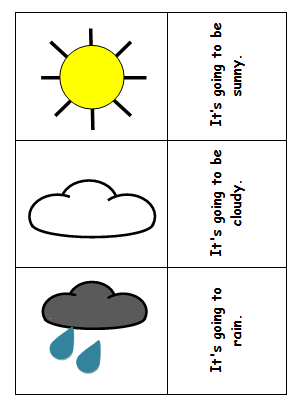 It's going to be
sunny.
It's going to be
cloudy.
It's going to
rain.